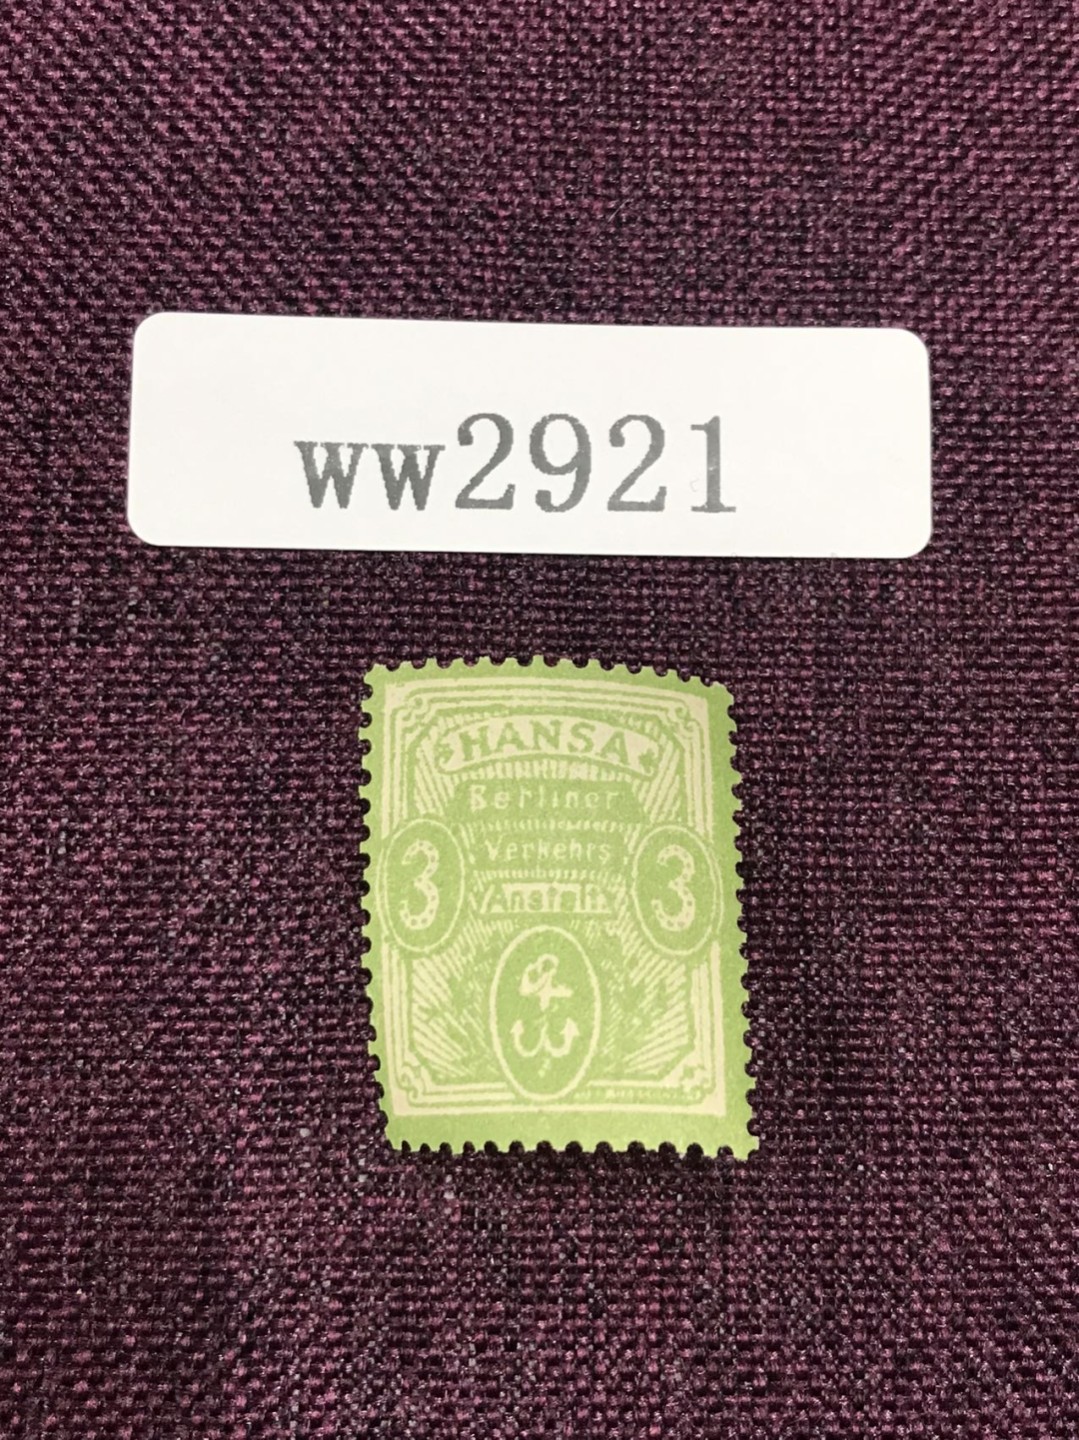 ww2921
HANSA
Berliner
Verkehrs
3 3
Anstalt